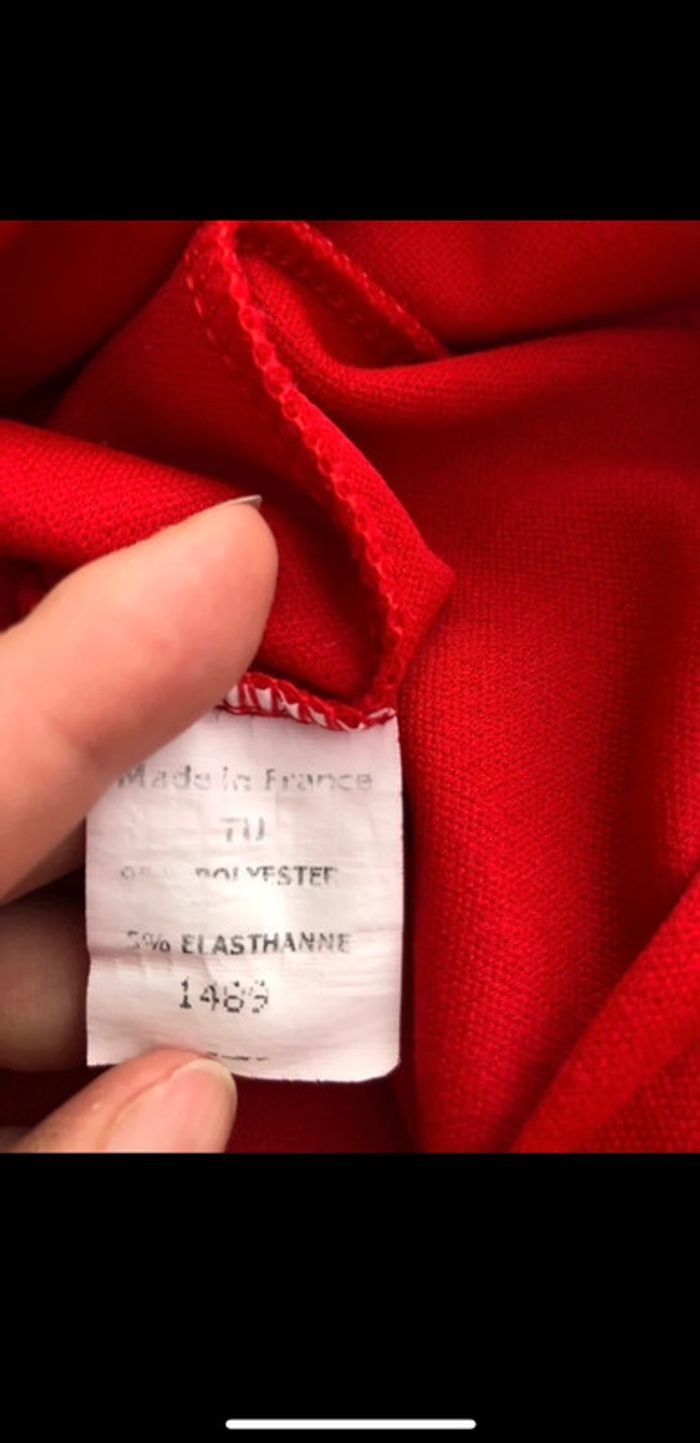 Made in France
TU
POLYESTER
5% ELASTHANNE
1489